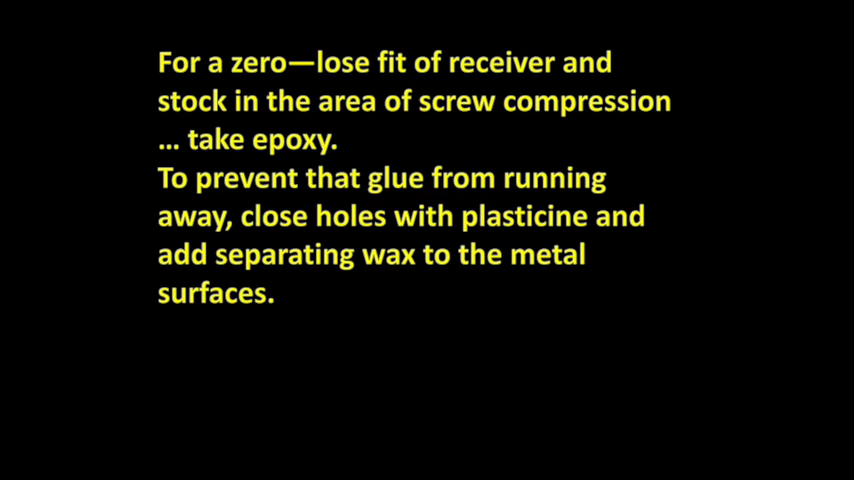 For a zero—lose fit of receiver and
stock in the area of screw compression
... take epoxy.
To prevent that glue from running
away, close holes with plasticine and
add separating wax to the metal
surfaces.